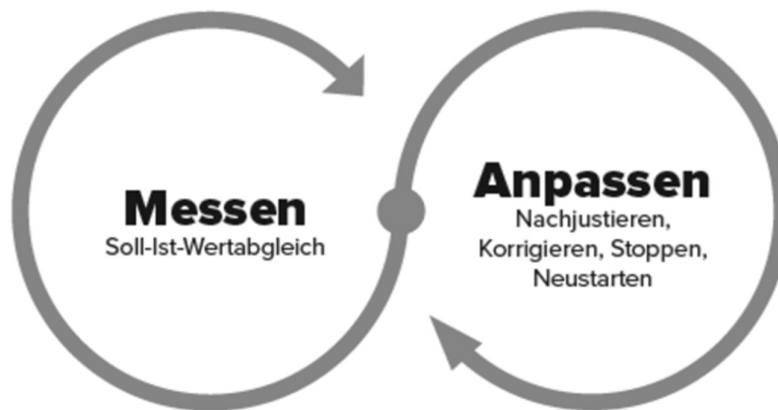 Messen
Soll-Ist-Wertabgleich
Anpassen
Nachjustieren,
Korrigieren, Stoppen,
Neustarten